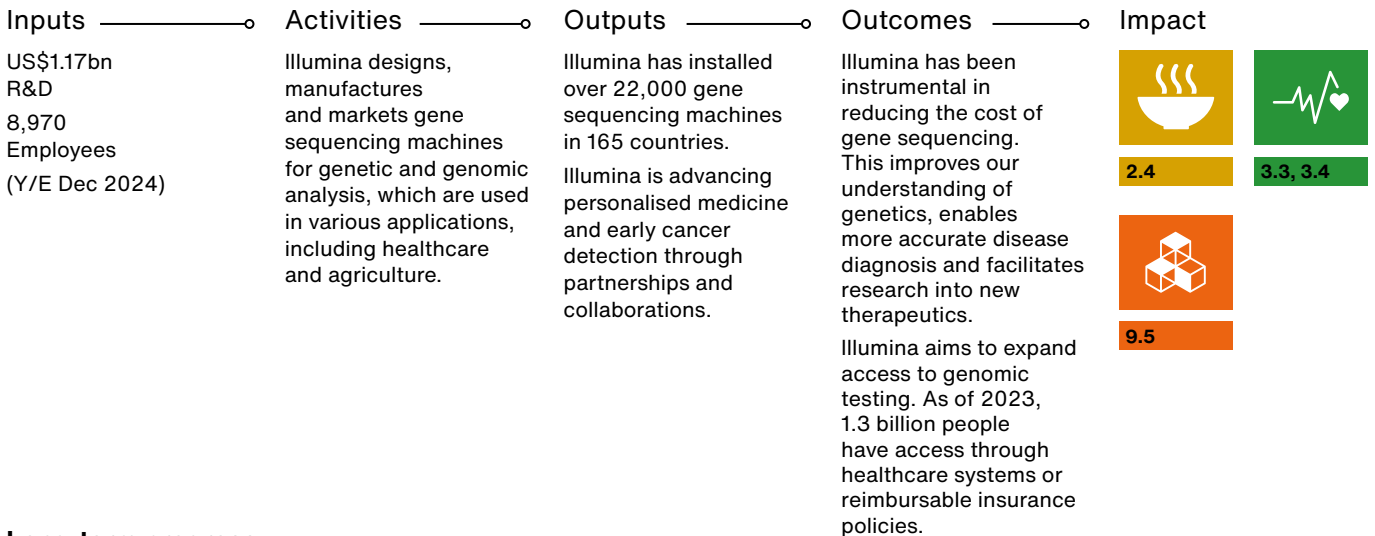 Inputs
US$1.17bn
R&D
8,970
Employees
(Y/E Dec 2024)
Activities
Illumina designs,
manufactures
and markets gene
sequencing machines
for genetic and genomic
analysis, which are used
in various applications,
including healthcare
and agriculture.
Outputs
Illumina has installed
over 22,000 gene
sequencing machines
in 165 countries.
Illumina is advancing
personalised medicine
and early cancer
detection through
partnerships and
collaborations.
Outcomes
Illumina has been
instrumental in
reducing the cost of
gene sequencing.
This improves our
understanding of
genetics, enables
more accurate disease
diagnosis and facilitates
research into new
therapeutics.
Illumina aims to expand
access to genomic
testing. As of 2023,
1.3 billion people
have access through
healthcare systems or
reimbursable insurance
policies.
Impact
2.4
3.3, 3.4
9.5